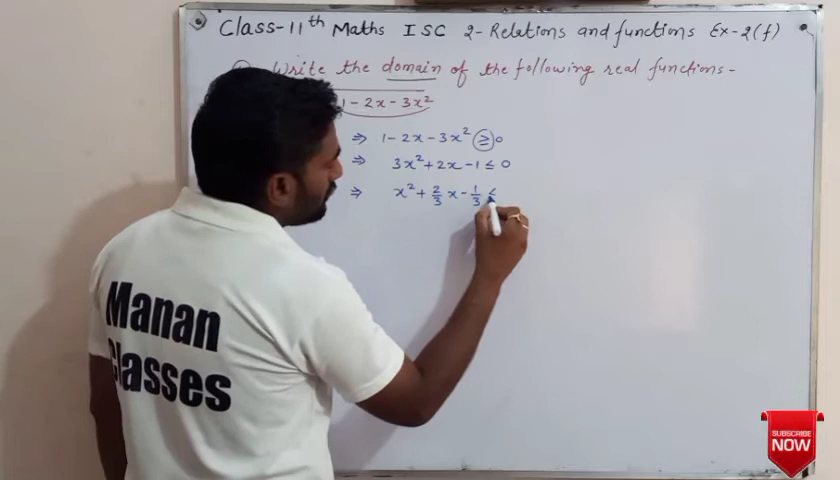 Class-11th Maths ISC 2-Relations and functions Ex-2(f)
Write the domain of the following real functions-
1-2x-3x²
⇒ 1-2x-3x² ≥ 0
⇒ 3x²+2x-1 ≤ 0
⇒ x²+2/3 x-1/3 ≤
Manan
Classes
SUBSCRIBE
NOW